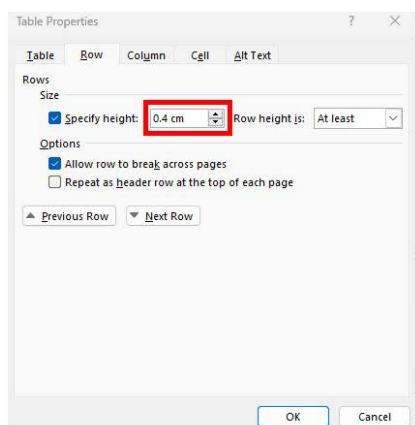 Table Properties ? ×
Table Row Column Cell Alt Text
Rows
Size
Specify height: 0.4 cm Row height is: At least
Options
Allow row to break across pages
Repeat as header row at the top of each page
Previous Row Next Row
OK Cancel